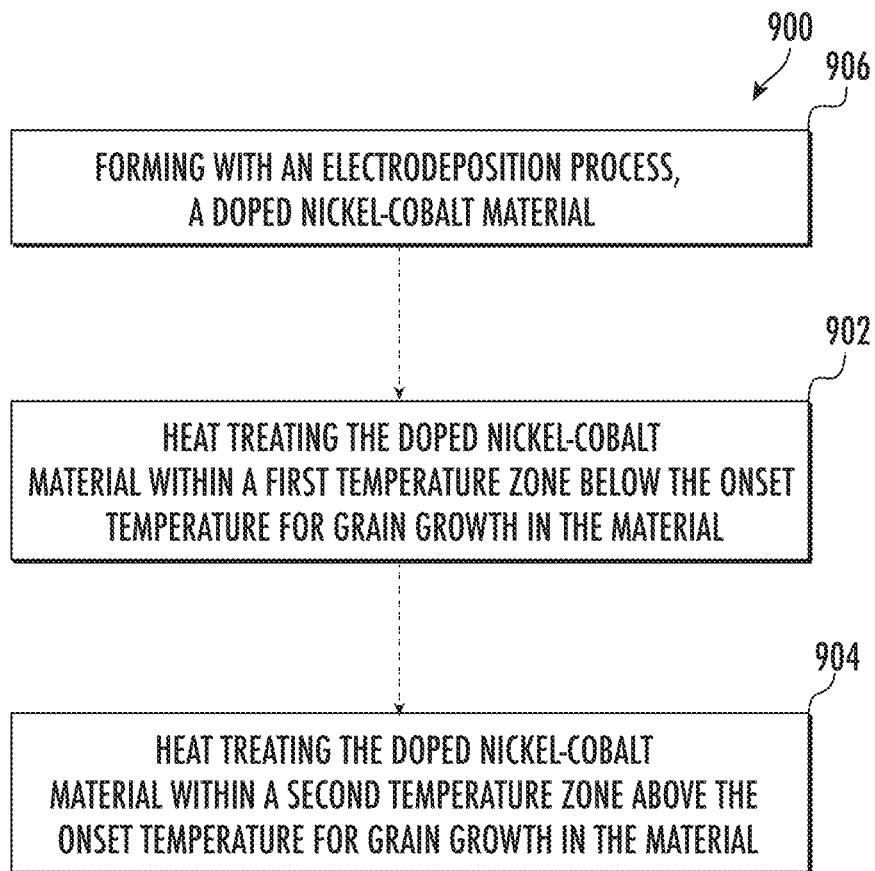 900
906
FORMING WITH AN ELECTRODEPOSITION PROCESS,
A DOPED NICKEL-COBALT MATERIAL
902
HEAT TREATING THE DOPED NICKEL-COBALT
MATERIAL WITHIN A FIRST TEMPERATURE ZONE BELOW THE ONSET
TEMPERATURE FOR GRAIN GROWTH IN THE MATERIAL
904
HEAT TREATING THE DOPED NICKEL-COBALT
MATERIAL WITHIN A SECOND TEMPERATURE ZONE ABOVE THE
ONSET TEMPERATURE FOR GRAIN GROWTH IN THE MATERIAL